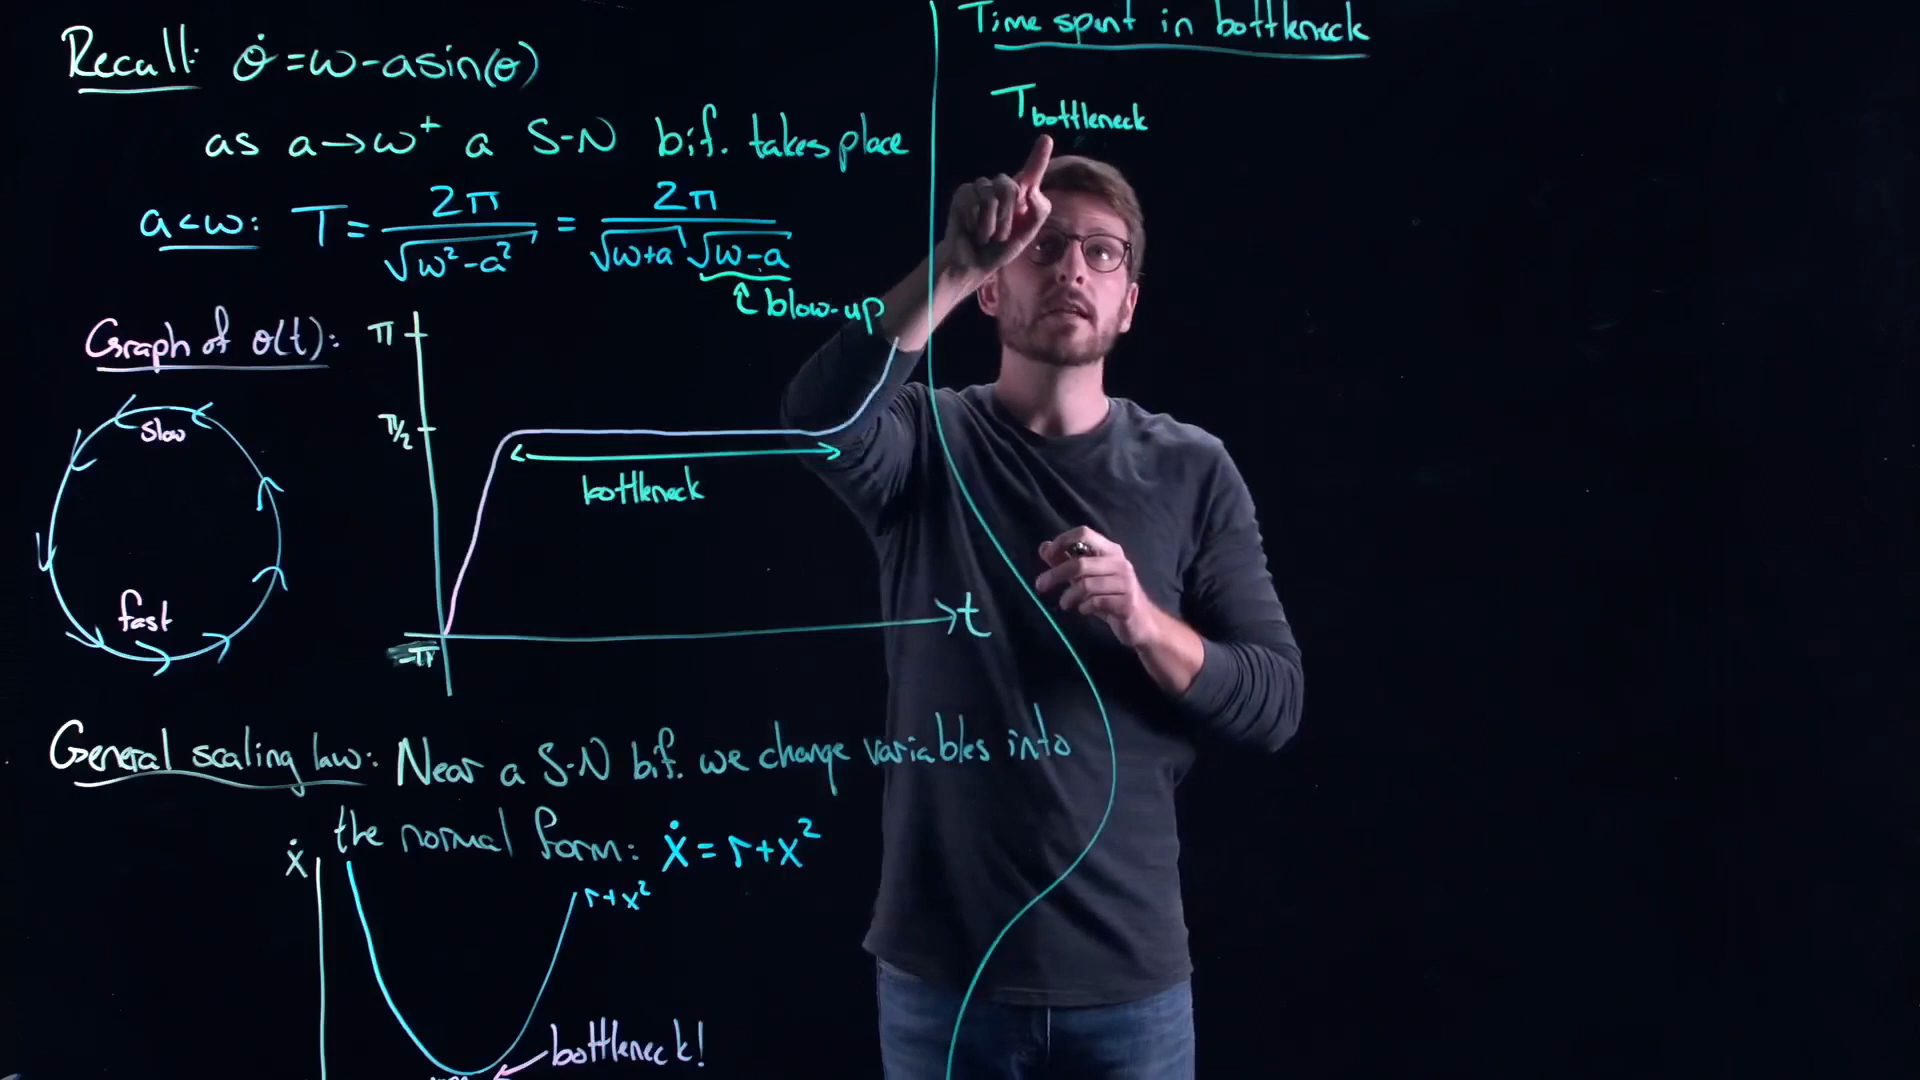 Recall: θ̇ = ω - a sin(θ)
as a → ω⁺ a S-N bif. takes place
a < ω: T = 2π / √(ω² - a²) = 2π / (√(ω+a) √(ω-a))
↑ blow-up
Graph of θ(t):
π
π/2
-π
t
bottleneck
slow
fast
General scaling law: Near a S-N bif. we change variables into
the normal form: ẋ = r + x²
ẋ
r + x²
bottleneck!
Time spent in bottleneck
T bottleneck